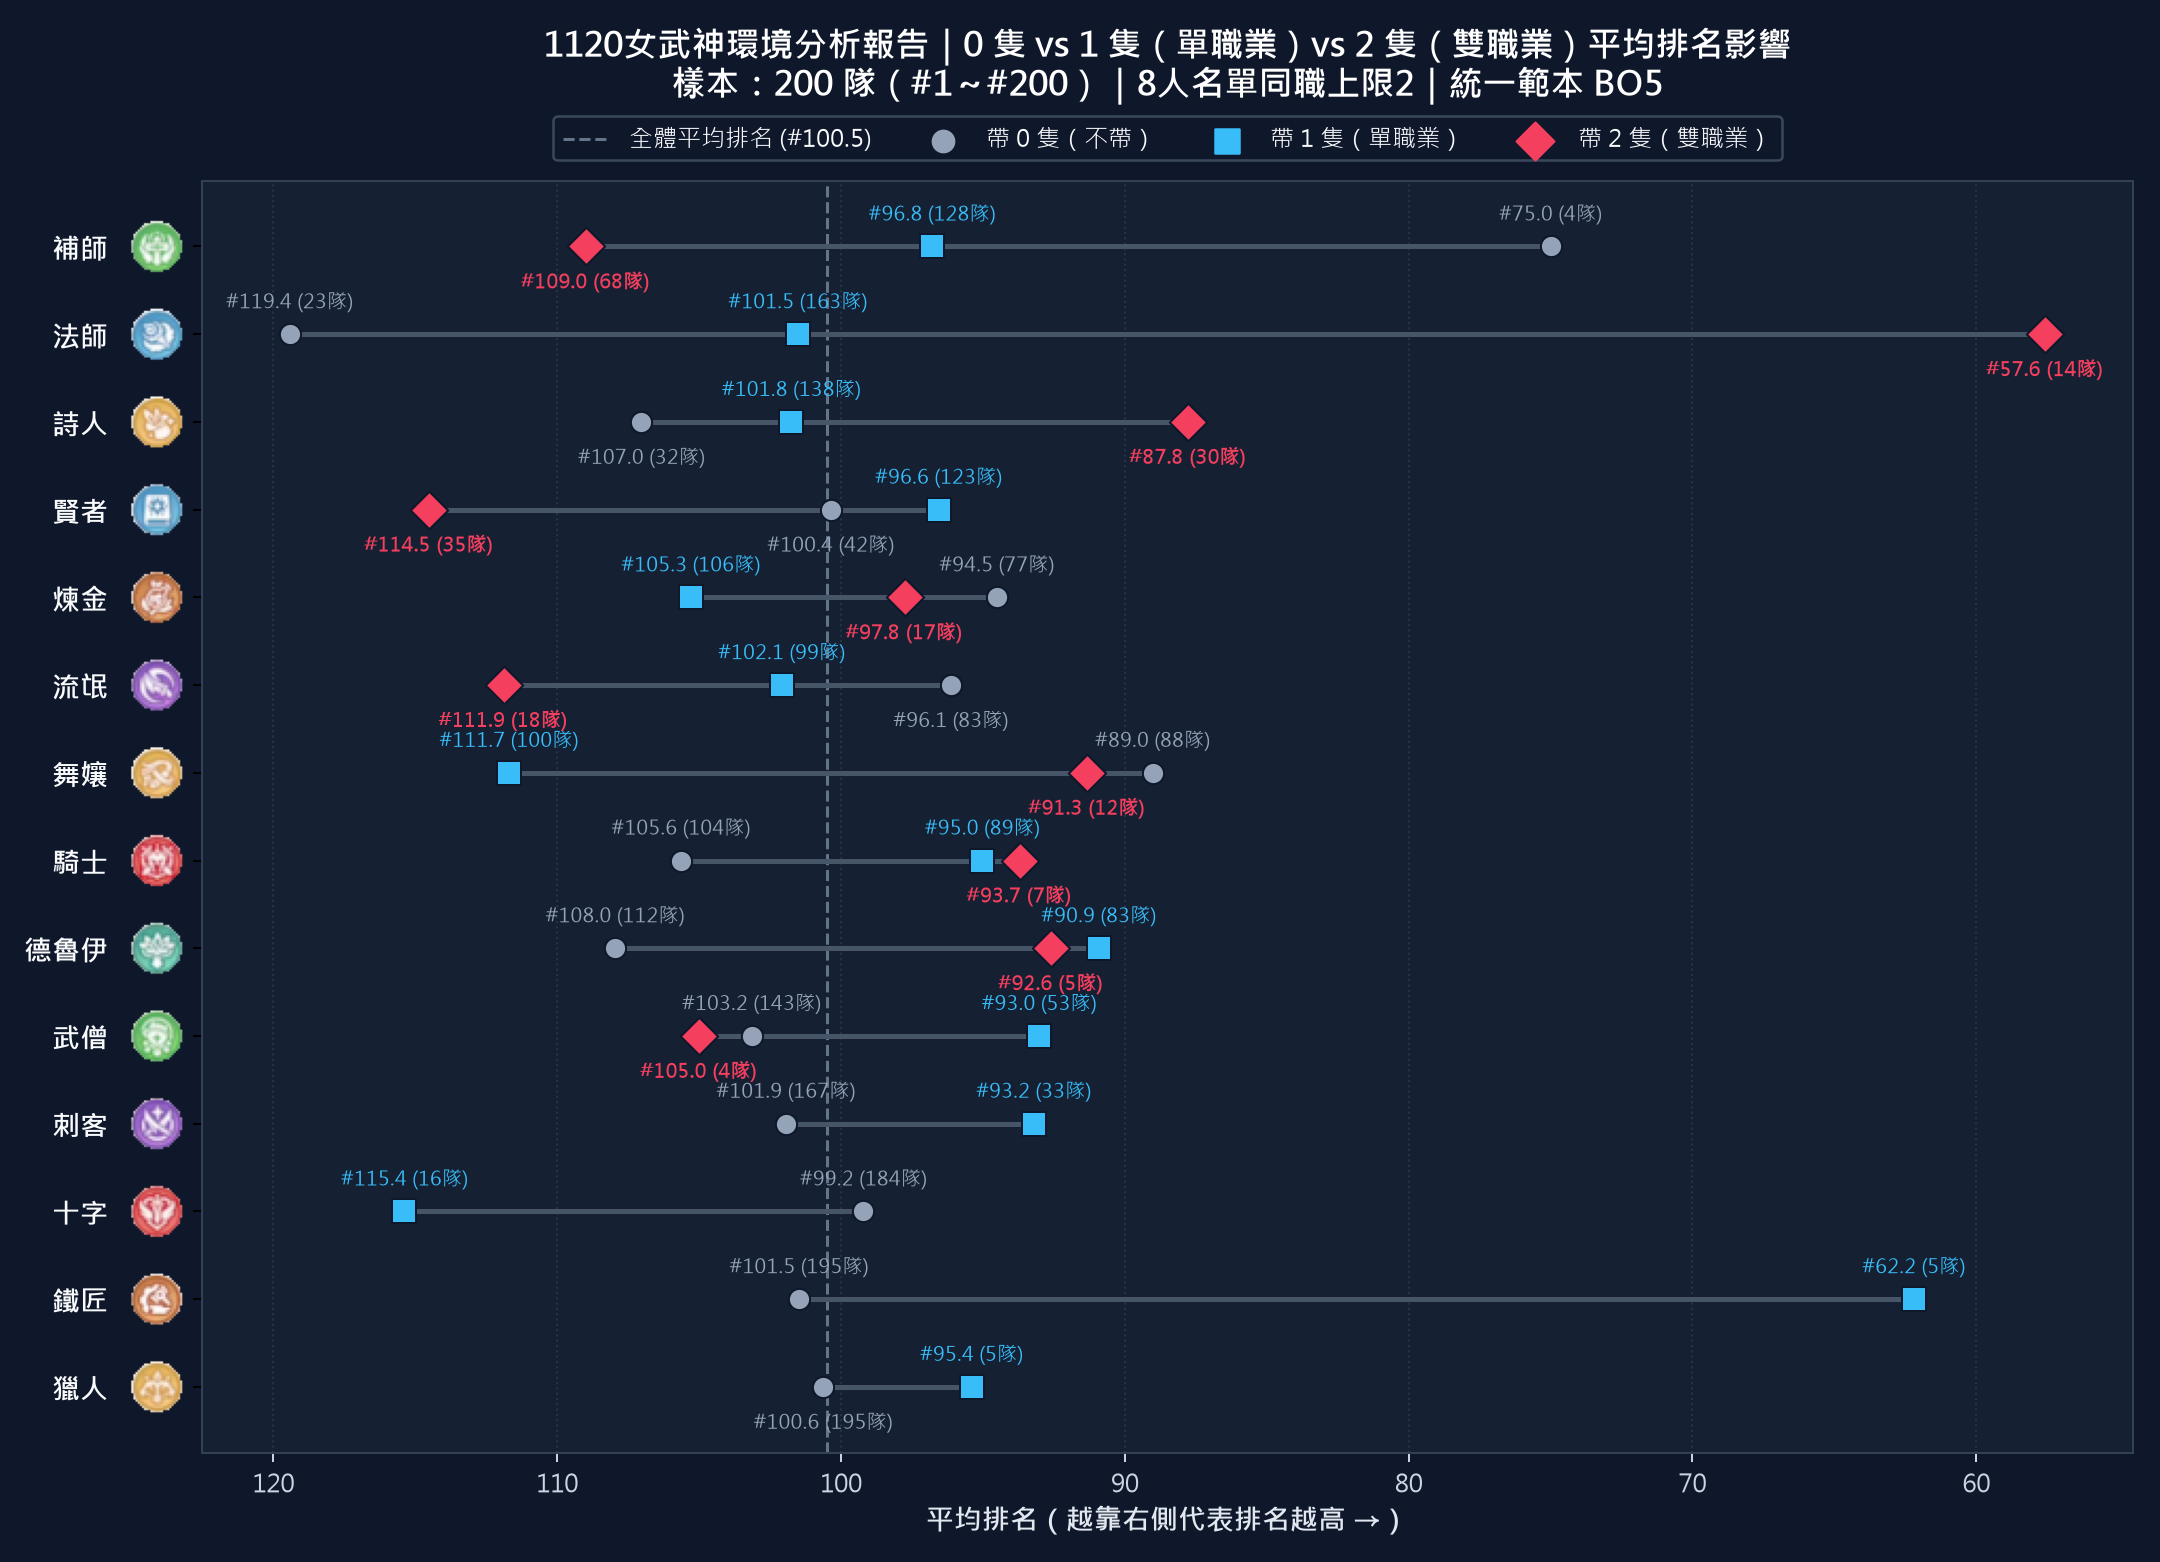 1120女武神環境分析報告 | 0 隻 vs 1 隻 ( 單職業 ) vs 2 隻 ( 雙職業 ) 平均排名影響
樣本：200 隊 ( #1~#200 ) | 8人名單同職上限2 | 統一範本 BO5
全體平均排名 (#100.5) 帶 0 隻 ( 不帶 ) 帶 1 隻 ( 單職業 ) 帶 2 隻 ( 雙職業 )
#96.8 (128隊) #75.0 (4隊)
補師
#109.0 (68隊)
#119.4 (23隊) #101.5 (163隊)
法師
#57.6 (14隊)
#101.8 (138隊)
詩人
#107.0 (32隊) #87.8 (30隊)
#96.6 (123隊)
賢者
#114.5 (35隊) #100.4 (42隊)
#105.3 (106隊) #94.5 (77隊)
煉金
#97.8 (17隊)
#102.1 (99隊)
流氓
#111.9 (18隊) #96.1 (83隊)
#111.7 (100隊) #89.0 (88隊)
舞孃
#91.3 (12隊)
#105.6 (104隊) #95.0 (89隊)
騎士
#93.7 (7隊)
#108.0 (112隊) #90.9 (83隊)
德魯伊
#92.6 (5隊)
#103.2 (143隊) #93.0 (53隊)
武僧
#105.0 (4隊)
#101.9 (167隊) #93.2 (33隊)
刺客
#115.4 (16隊) #99.2 (184隊)
十字
#101.5 (195隊) #62.2 (5隊)
鐵匠
#95.4 (5隊)
獵人
#100.6 (195隊)
120 110 100 90 80 70 60
平均排名 ( 越靠右側代表排名越高 → )